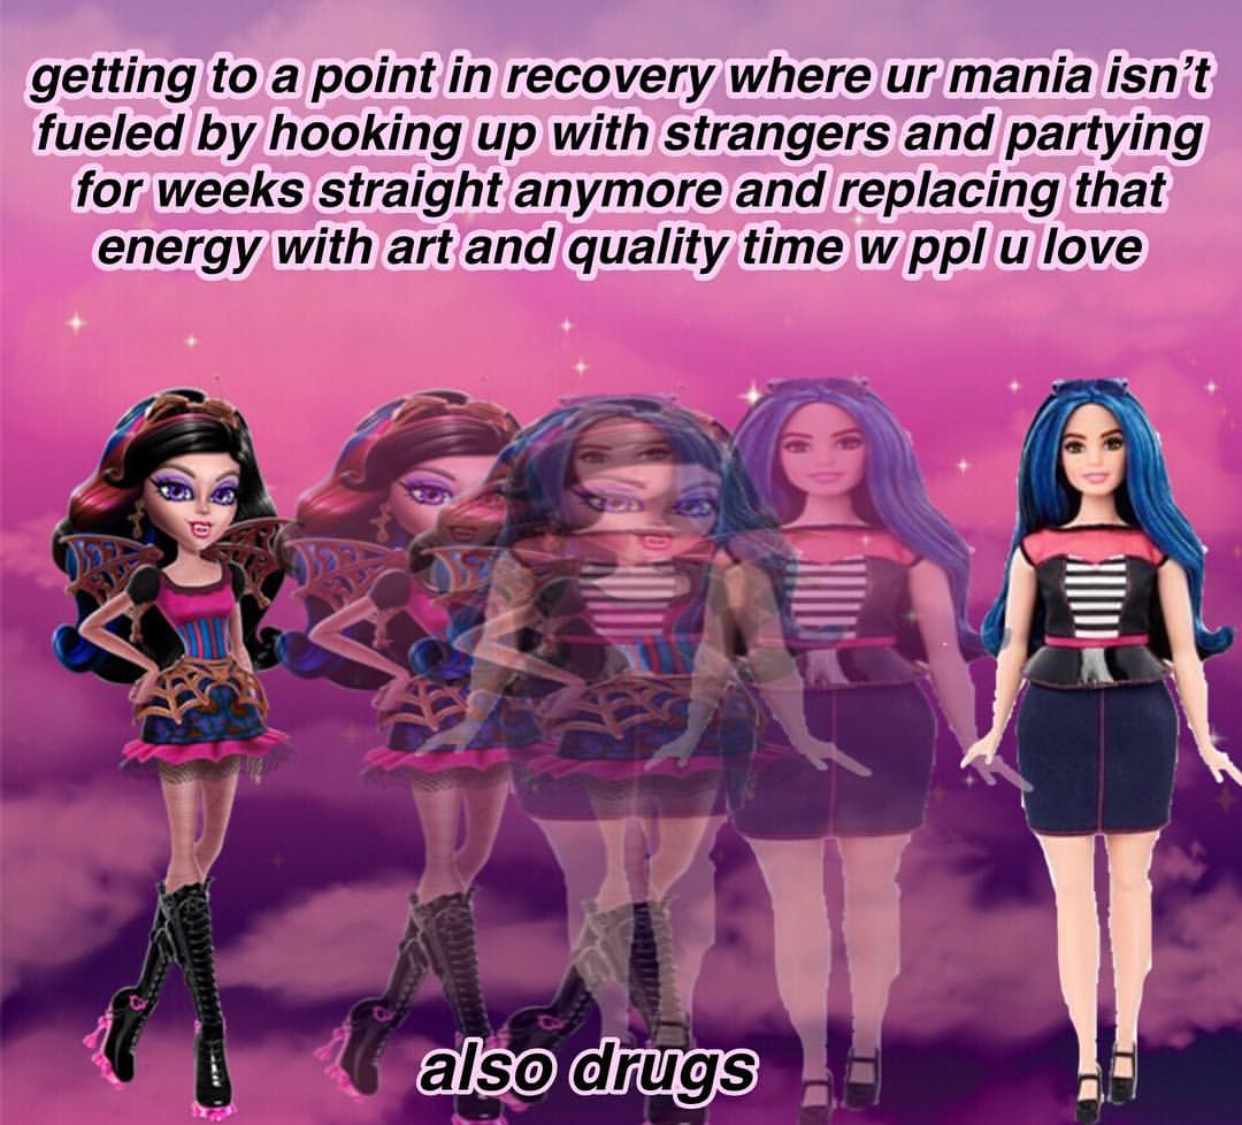 getting to a point in recovery where ur mania isn't
fueled by hooking up with strangers and partying
for weeks straight anymore and replacing that
energy with art and quality time w ppl u love
also drugs